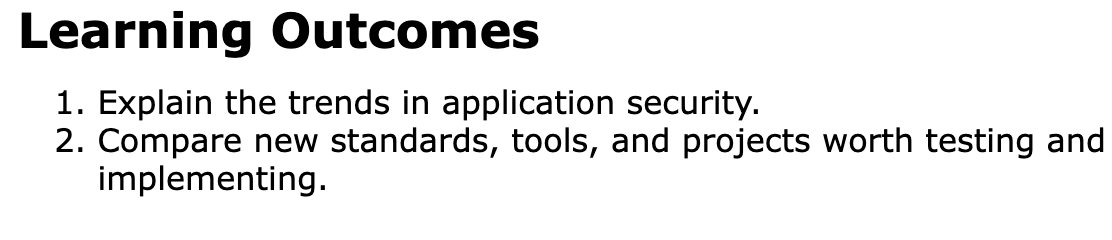 Learning Outcomes
1. Explain the trends in application security.
2. Compare new standards, tools, and projects worth testing and
implementing.